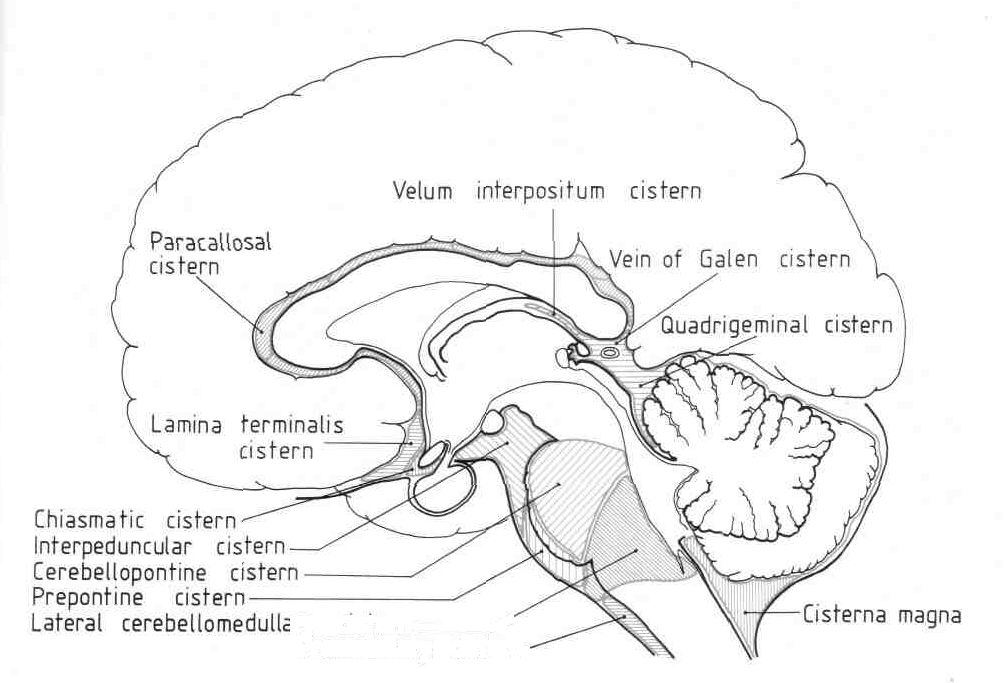 Velum interpositum cistern
Paracallosal
cistern
Vein of Galen cistern
Quadrigeminal cistern
Lamina terminalis
cistern
Chiasmatic cistern
Interpeduncular cistern
Cerebellopontine cistern
Prepontine cistern
Lateral cerebellomedulla
Cisterna magna